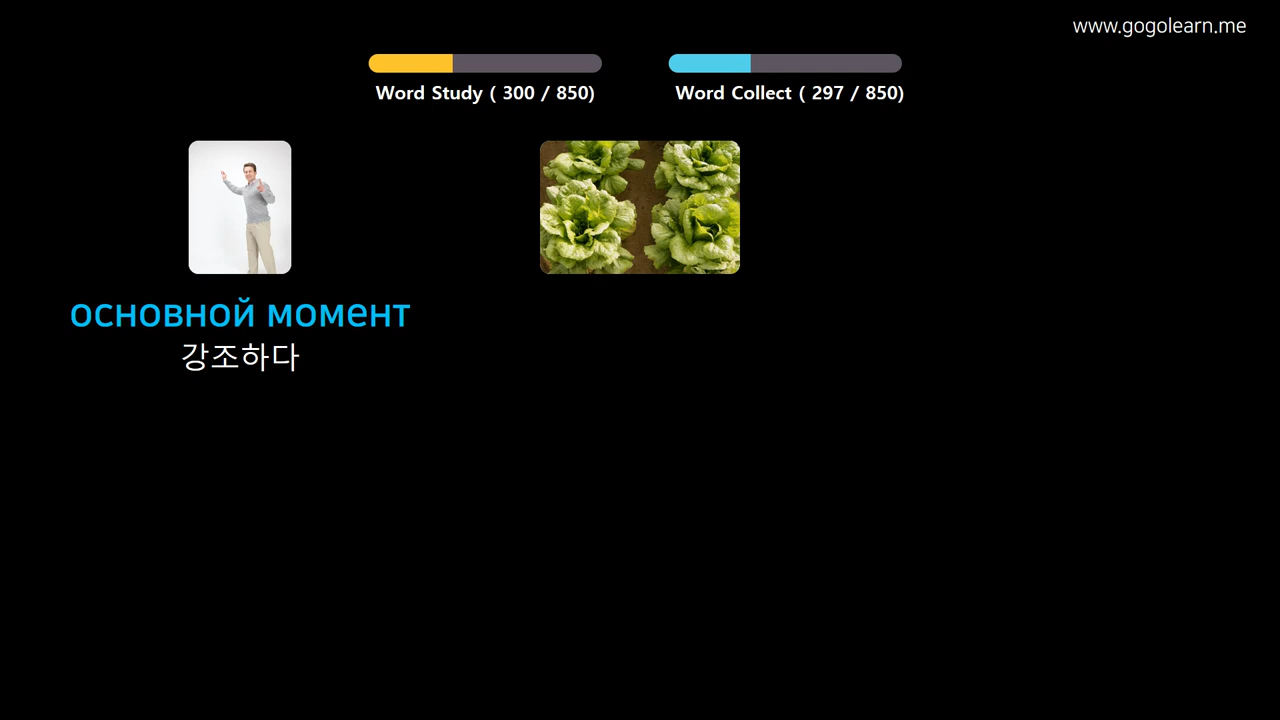 www.gogolearn.me
Word Study ( 300 / 850)
Word Collect ( 297 / 850)
основной момент
강조하다